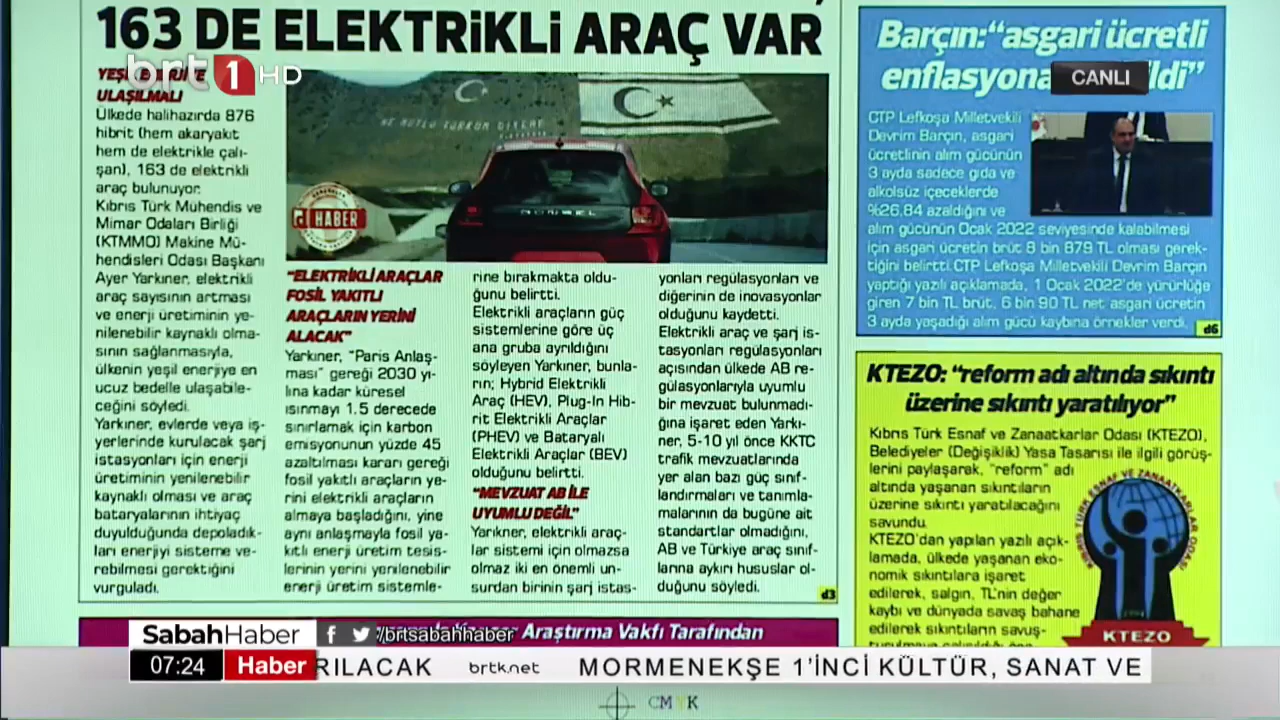 163 DE ELEKTRİKLİ ARAÇ VAR
brt 1 HD
ULAŞILMALI
Ülkede halihazırda 876
hibrit (hem akaryakıt
hem de elektrikle çalı-
şan), 163 de elektrikli
araç bulunuyor.
Kıbrıs Türk Mühendis ve
Mimar Odaları Birliği
(KTMMO) Makine Mü-
hendisleri Odası Başkanı
Ayer Yarkıner, elektrikli
araç sayısının artması
ve enerji üretiminin ye-
nilenebilir kaynaklı olma-
sının sağlanmasıyla,
ülkenin yeşil enerjiye en
ucuz bedelle ulaşabile-
ceğini söyledi.
Yarkıner, evlerde veya iş-
yerlerinde kurulacak şarj
istasyonları için enerji
üretiminin yenilenebilir
kaynaklı olması ve araç
bataryalarının ihtiyaç
duyulduğunda depoladık-
ları enerjiyi sisteme ve-
rebilmesi gerektiğini
vurguladı.
NE MUTLU TÜRKÜM DİYENE
d HABER
GÜNSEL
"ELEKTRİKLİ ARAÇLAR
FOSİL YAKITLI
ARAÇLARIN YERİNİ
ALACAK"
Yarkıner, "Paris Anlaş-
ması" gereği 2030 yı-
lına kadar küresel
ısınmayı 1.5 derecede
sınırlamak için karbon
emisyonunun yüzde 45
azaltılması kararı gereği
fosil yakıtlı araçların ye-
rini elektrikli araçların
almaya başladığını, yine
aynı anlaşmayla fosil ya-
kıtlı enerji üretim tesis-
lerinin yerini yenilenebilir
enerji üretim sistemle-
rine bırakmakta oldu-
ğunu belirtti.
Elektrikli araçların güç
sistemlerine göre üç
ana gruba ayrıldığını
söyleyen Yarkıner, bunla-
rın; Hybrid Elektrikli
Araç (HEV), Plug-In Hib-
rit Elektrikli Araçlar
(PHEV) ve Bataryalı
Elektrikli Araçlar (BEV)
olduğunu belirtti.
"MEVZUAT AB İLE
UYUMLU DEĞİL"
Yarıkner, elektrikli araç-
lar sistemi için olmazsa
olmaz iki en önemli un-
surdan birinin şarj istas-
yonları regülasyonları ve
diğerinin de inovasyonlar
olduğunu kaydetti.
Elektrikli araç ve şarj is-
tasyonları regülasyonları
açısından ülkede AB re-
gülasyonlarıyla uyumlu
bir mevzuat bulunmadı-
ğına işaret eden Yarkı-
ner, 5-10 yıl önce KKTC
trafik mevzuatlarında
yer alan bazı güç sınıf-
landırmaları ve tanımla-
malarının da bugüne ait
standartlar olmadığını,
AB ve Türkiye araç sınıf-
larına aykırı hususlar ol-
duğunu söyledi.
d3
Barçın:"asgari ücretli
enflasyona
CANLI
CTP Lefkoşa Milletvekili
Devrim Barçın, asgari
ücretlinin alım gücünün
3 ayda sadece gıda ve
alkolsüz içeceklerde
%26,84 azaldığını ve
alım gücünün Ocak 2022 seviyesinde kalabilmesi
için asgari ücretin brüt 8 bin 879 TL olması gerek-
tiğini belirtti.CTP Lefkoşa Milletvekili Devrim Barçın
yaptığı yazılı açıklamada, 1 Ocak 2022'de yürürlüğe
giren 7 bin TL brüt, 6 bin 90 TL net asgari ücretin
3 ayda yaşadığı alım gücü kaybına örnekler verdi.
d6
KTEZO: "reform adı altında sıkıntı
üzerine sıkıntı yaratılıyor"
Kıbrıs Türk Esnaf ve Zanaatkarlar Odası (KTEZO),
Belediyeler (Değişiklik) Yasa Tasarısı ile ilgili görüş-
lerini paylaşarak, "reform" adı
altında yaşanan sıkıntıların
üzerine sıkıntı yaratılacağını
savundu.
KTEZO'dan yapılan yazılı açık-
lamada, ülkede yaşanan eko-
nomik sıkıntılara işaret
edilerek, salgın, TL'nin değer
kaybı ve dünyada savaş bahane
edilerek sıkıntıların savuş-
KIBRIS TÜRK ESNAF VE ZANAATKARLAR ODASI
KTEZO
Araştırma Vakfı Tarafından
SabahHaber
/brtsabahhaber
07:24 Haber
RILACAK brtk.net MORMENEKŞE 1'İNCİ KÜLTÜR, SANAT VE
CMYK